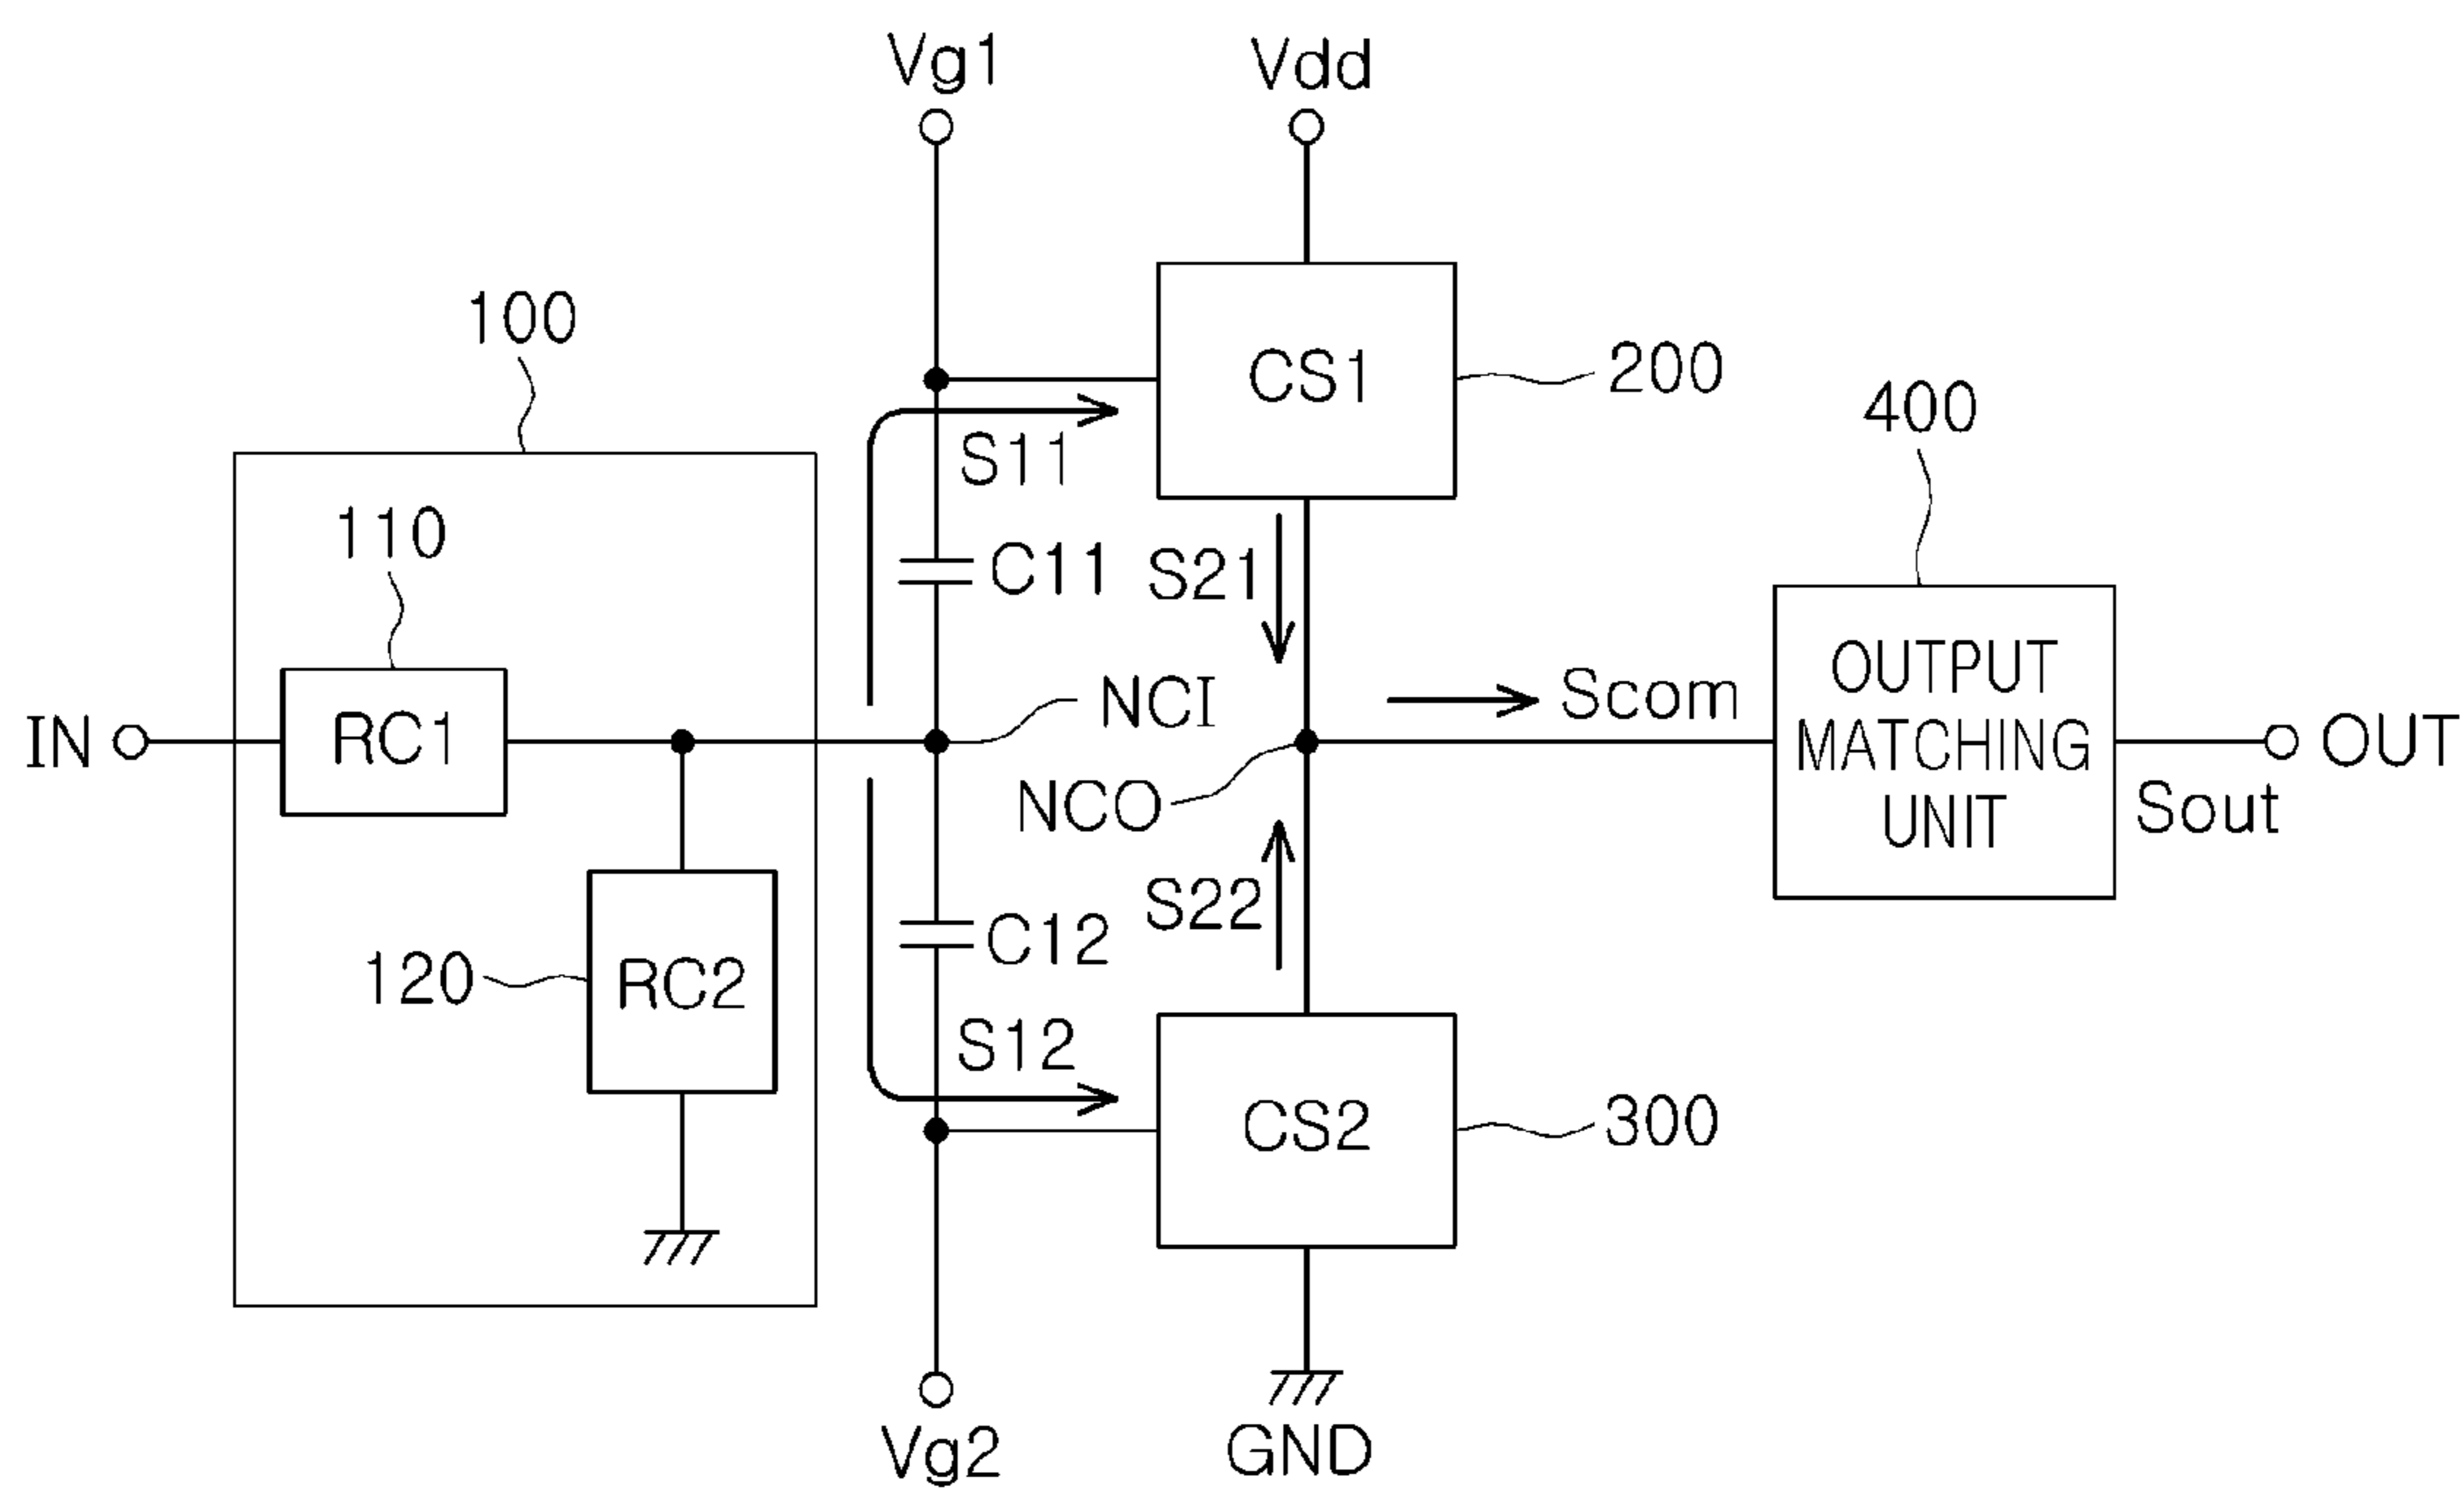 Vg1
Vdd
100
CS1
200
400
S11
110
C11
S21
OUTPUT
MATCHING
UNIT
NCI
Scom
IN
RC1
OUT
NCO
Sout
S22
C12
120
RC2
S12
CS2
300
Vg2
GND